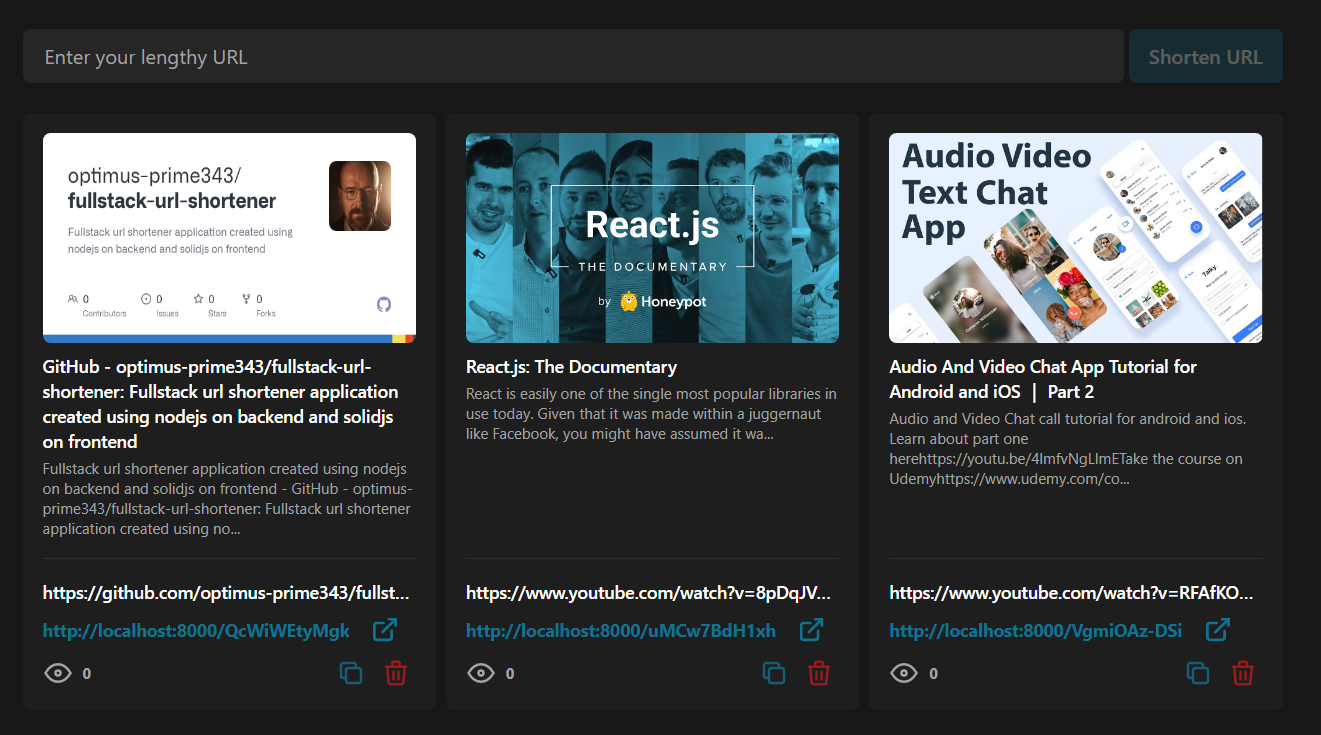 Enter your lengthy URL
Shorten URL
optimus-prime343/
fullstack-url-shortener
Fullstack url shortener application created using
nodejs on backend and solidjs on frontend
0
Contributors
0
Issues
0
Stars
0
Forks
GitHub - optimus-prime343/fullstack-url-
shortener: Fullstack url shortener application
created using nodejs on backend and solidjs
on frontend
Fullstack url shortener application created using nodejs
on backend and solidjs on frontend - GitHub - optimus-
prime343/fullstack-url-shortener: Fullstack url shortener
application created using no...
https://github.com/optimus-prime343/fullst...
http://localhost:8000/QcWiWEtyMgk
0
React.js
THE DOCUMENTARY
by Honeypot
React.js: The Documentary
React is easily one of the single most popular libraries in
use today. Given that it was made within a juggernaut
like Facebook, you might have assumed it wa...
https://www.youtube.com/watch?v=8pDqJV...
http://localhost:8000/uMCw7BdH1xh
0
Audio Video
Text Chat
App
Talky
Audio And Video Chat App Tutorial for
Android and iOS | Part 2
Audio and Video Chat call tutorial for android and ios.
Learn about part one
herehttps://youtu.be/4ImfvNgLImETake the course on
Udemyhttps://www.udemy.com/co...
https://www.youtube.com/watch?v=RFAfKO...
http://localhost:8000/VgmiOAz-DSi
0